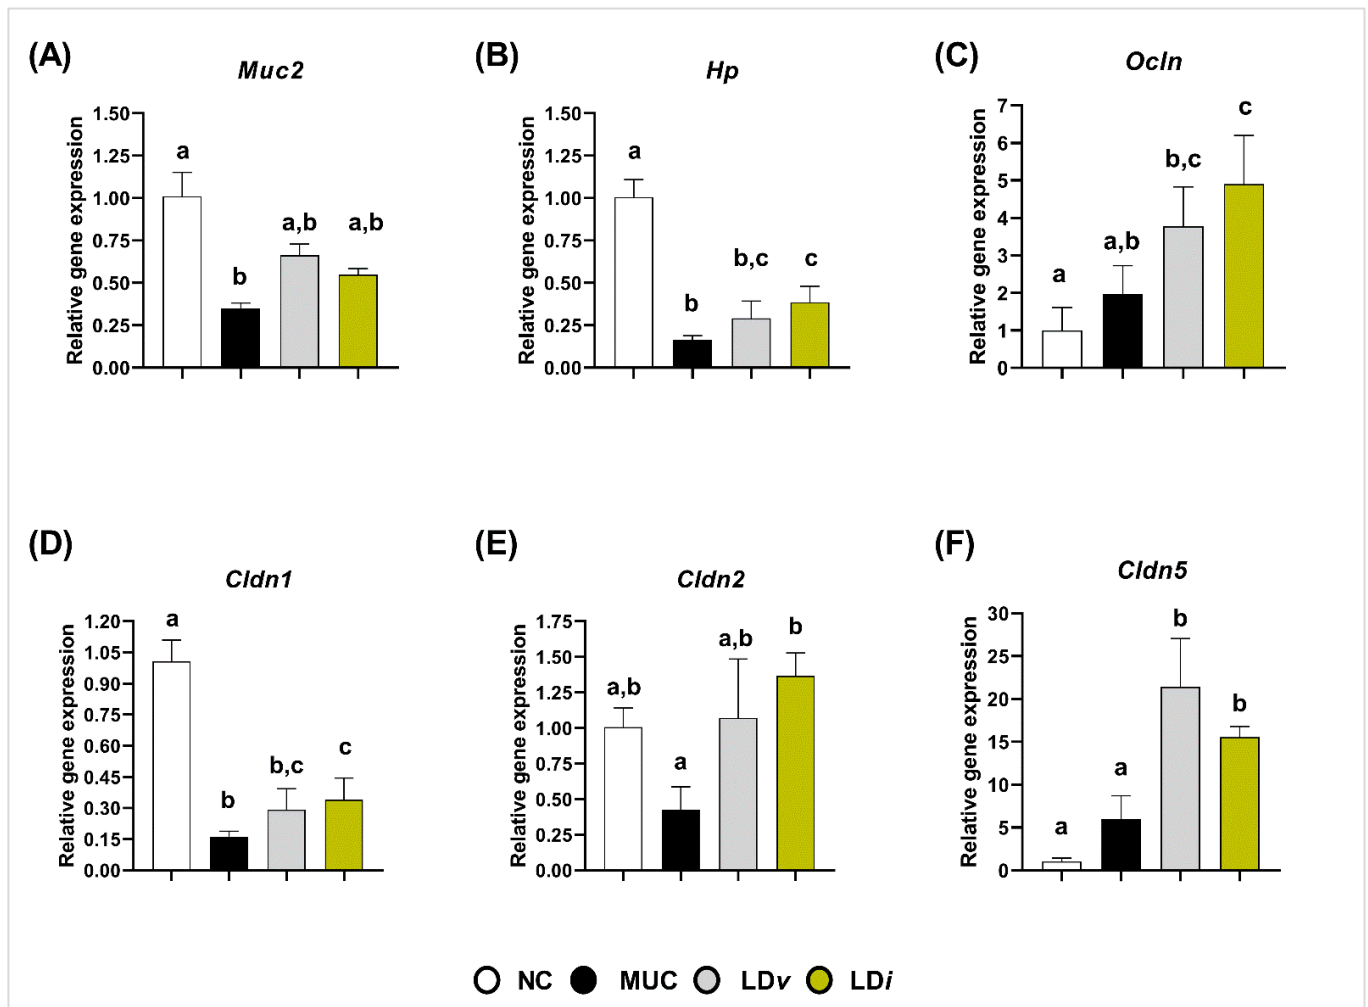 (A)
Muc2
Relative gene expression
1.50
1.25
1.00
0.75
0.50
0.25
0.00
a
b
a,b
a,b
(B)
Hp
Relative gene expression
1.50
1.25
1.00
0.75
0.50
0.25
0.00
a
b
b,c
c
(C)
Ocln
Relative gene expression
7
6
5
4
3
2
1
0
a
a,b
b,c
c
(D)
Cldn1
Relative gene expression
1.20
1.05
0.90
0.75
0.60
0.45
0.30
0.15
0.00
a
b
b,c
c
(E)
Cldn2
Relative gene expression
1.75
1.50
1.25
1.00
0.75
0.50
0.25
0.00
a,b
a
a,b
b
(F)
Cldn5
Relative gene expression
30
25
20
15
10
5
0
a
a
b
b
NC MUC LDv LDi